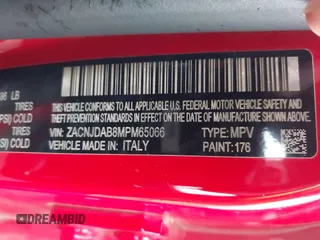 96 LB
TIRES
PSI) COLD
TIRES
SI) COLD
THIS VEHICLE CONFORMS TO ALL APPLICABLE U.S. FEDERAL MOTOR VEHICLE SAFETY
AND THEFT PREVENTION STANDARDS IN EFFECT ON THE DATE OF MANUFACTURE SHOWN ABOVE.
VIN: ZACNJDAB8MPM65066 TYPE: MPV
VEHICLE MADE IN: ITALY PAINT: 176
DREAMBID